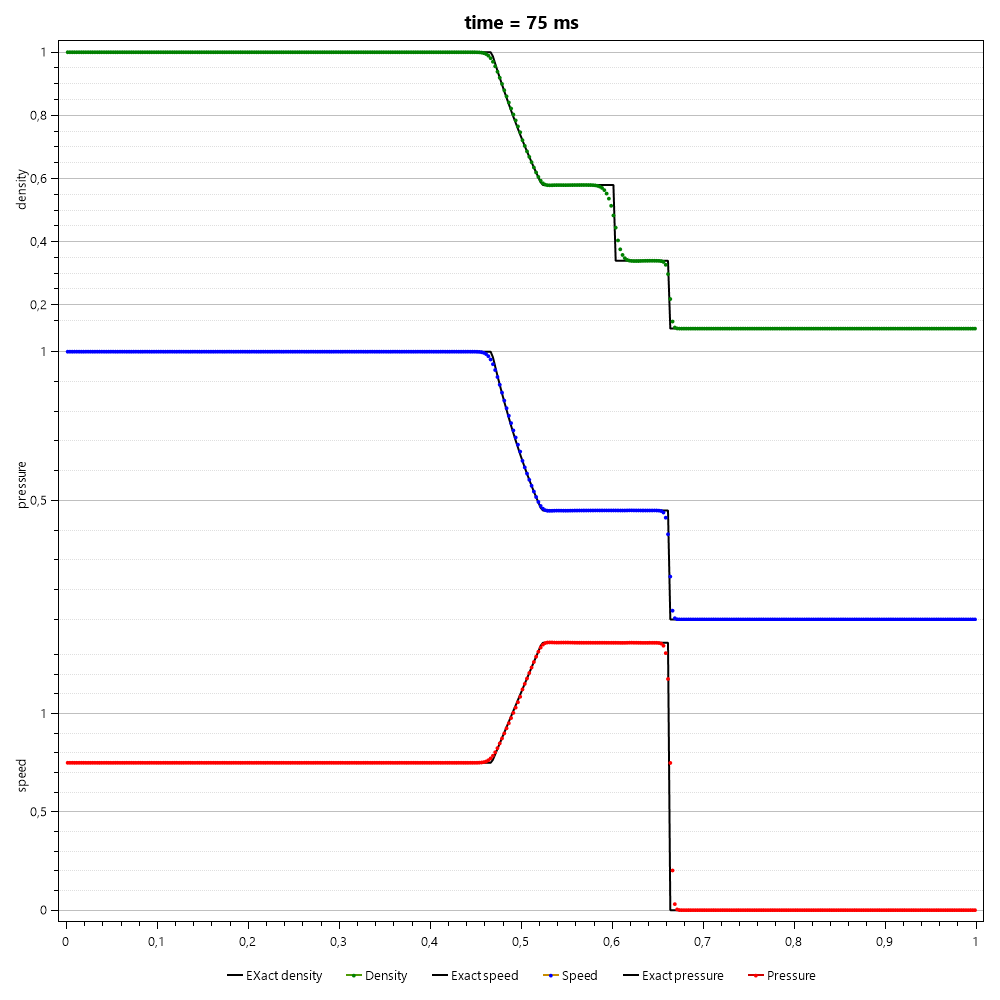 time = 75 ms
density
1
0,8
0,6
0,4
0,2
pressure
1
0,5
speed
1
0,5
0
0 0,1 0,2 0,3 0,4 0,5 0,6 0,7 0,8 0,9 1
EXact density Density Exact speed Speed Exact pressure Pressure